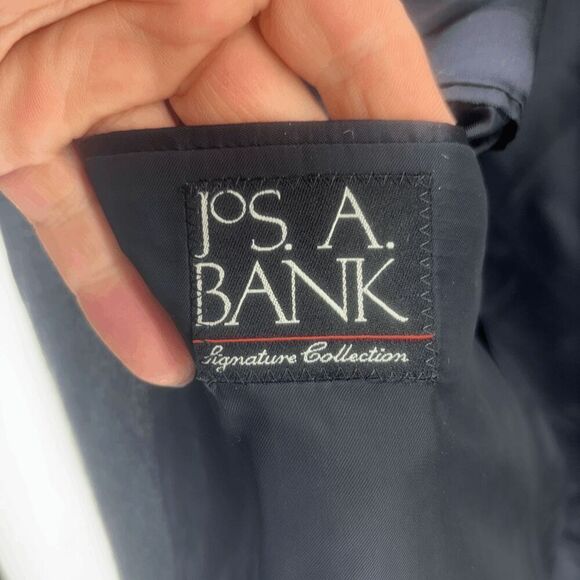 JOS. A.
BANK
Signature Collection